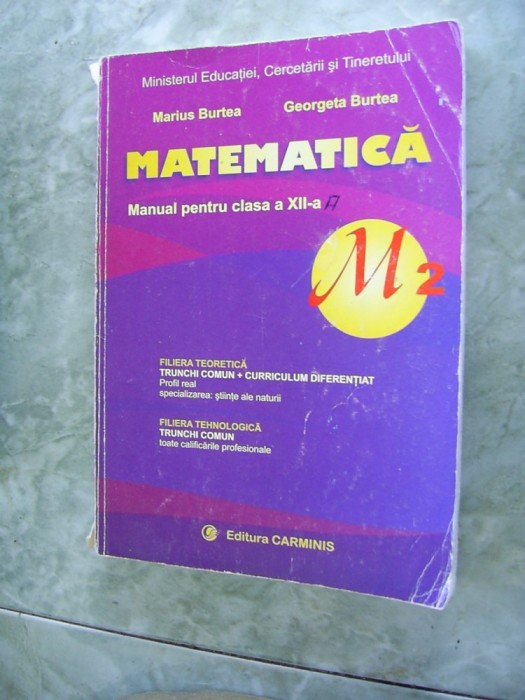 Ministerul Educației, Cercetării și Tineretului
Marius Burtea Georgeta Burtea
MATEMATICĂ
Manual pentru clasa a XII-a A
M2
FILIERA TEORETICĂ
TRUNCHI COMUN + CURRICULUM DIFERENȚIAT
Profil real
specializarea: științe ale naturii
FILIERA TEHNOLOGICĂ
TRUNCHI COMUN
toate calificările profesionale
Editura CARMINIS